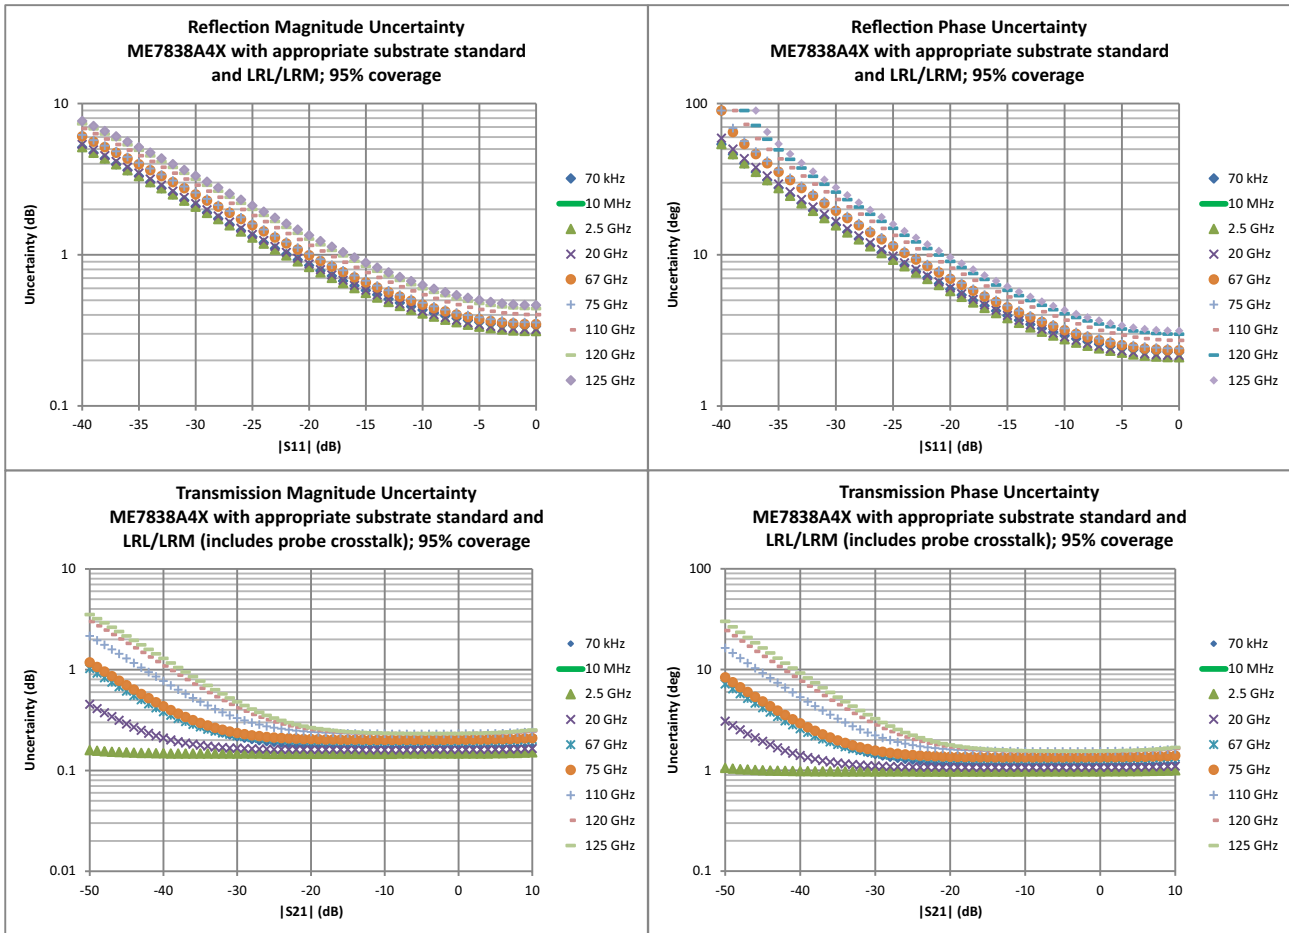 Reflection Magnitude Uncertainty
ME7838A4X with appropriate substrate standard
and LRL/LRM; 95% coverage
10
1
0.1
Uncertainty (dB)
-40 -35 -30 -25 -20 -15 -10 -5 0
|S11| (dB)
70 kHz
10 MHz
2.5 GHz
20 GHz
67 GHz
75 GHz
110 GHz
120 GHz
125 GHz
Reflection Phase Uncertainty
ME7838A4X with appropriate substrate standard
and LRL/LRM; 95% coverage
100
10
1
Uncertainty (deg)
-40 -35 -30 -25 -20 -15 -10 -5 0
|S11| (dB)
70 kHz
10 MHz
2.5 GHz
20 GHz
67 GHz
75 GHz
110 GHz
120 GHz
125 GHz
Transmission Magnitude Uncertainty
ME7838A4X with appropriate substrate standard and
LRL/LRM (includes probe crosstalk); 95% coverage
10
1
0.1
0.01
Uncertainty (dB)
-50 -40 -30 -20 -10 0 10
|S21| (dB)
70 kHz
10 MHz
2.5 GHz
20 GHz
67 GHz
75 GHz
110 GHz
120 GHz
125 GHz
Transmission Phase Uncertainty
ME7838A4X with appropriate substrate standard and
LRL/LRM (includes probe crosstalk); 95% coverage
100
10
1
0.1
Uncertainty (deg)
-50 -40 -30 -20 -10 0 10
|S21| (dB)
70 kHz
10 MHz
2.5 GHz
20 GHz
67 GHz
75 GHz
110 GHz
120 GHz
125 GHz